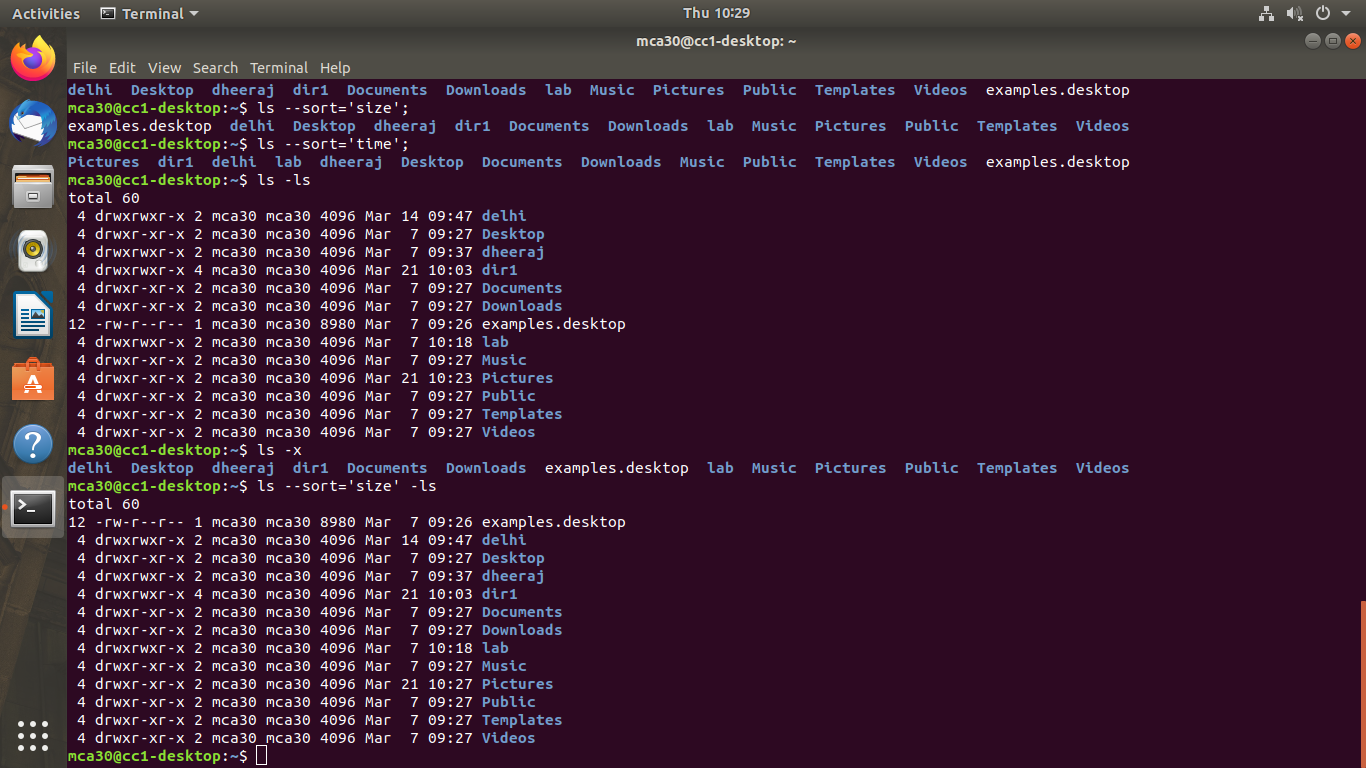 Activities Terminal Thu 10:29
mca30@cc1-desktop: ~
File Edit View Search Terminal Help
delhi Desktop dheeraj dir1 Documents Downloads lab Music Pictures Public Templates Videos examples.desktop
mca30@cc1-desktop:~$ ls --sort='size';
examples.desktop delhi Desktop dheeraj dir1 Documents Downloads lab Music Pictures Public Templates Videos
mca30@cc1-desktop:~$ ls --sort='time';
Pictures dir1 delhi lab dheeraj Desktop Documents Downloads Music Public Templates Videos examples.desktop
mca30@cc1-desktop:~$ ls -ls
total 60
4 drwxrwxr-x 2 mca30 mca30 4096 Mar 14 09:47 delhi
4 drwxr-xr-x 2 mca30 mca30 4096 Mar 7 09:27 Desktop
4 drwxr-xr-x 2 mca30 mca30 4096 Mar 7 09:37 dheeraj
4 drwxrwxr-x 4 mca30 mca30 4096 Mar 21 10:03 dir1
4 drwxr-xr-x 2 mca30 mca30 4096 Mar 7 09:27 Documents
4 drwxr-xr-x 2 mca30 mca30 4096 Mar 7 09:27 Downloads
12 -rw-r--r-- 1 mca30 mca30 8980 Mar 7 09:26 examples.desktop
4 drwxrwxr-x 2 mca30 mca30 4096 Mar 7 10:18 lab
4 drwxr-xr-x 2 mca30 mca30 4096 Mar 7 09:27 Music
4 drwxr-xr-x 2 mca30 mca30 4096 Mar 21 10:23 Pictures
4 drwxr-xr-x 2 mca30 mca30 4096 Mar 7 09:27 Public
4 drwxr-xr-x 2 mca30 mca30 4096 Mar 7 09:27 Templates
4 drwxr-xr-x 2 mca30 mca30 4096 Mar 7 09:27 Videos
mca30@cc1-desktop:~$ ls -x
delhi Desktop dheeraj dir1 Documents Downloads examples.desktop lab Music Pictures Public Templates Videos
mca30@cc1-desktop:~$ ls --sort='size' -ls
total 60
12 -rw-r--r-- 1 mca30 mca30 8980 Mar 7 09:26 examples.desktop
4 drwxrwxr-x 2 mca30 mca30 4096 Mar 14 09:47 delhi
4 drwxr-xr-x 2 mca30 mca30 4096 Mar 7 09:27 Desktop
4 drwxr-xr-x 2 mca30 mca30 4096 Mar 7 09:37 dheeraj
4 drwxrwxr-x 4 mca30 mca30 4096 Mar 21 10:03 dir1
4 drwxr-xr-x 2 mca30 mca30 4096 Mar 7 09:27 Documents
4 drwxr-xr-x 2 mca30 mca30 4096 Mar 7 09:27 Downloads
4 drwxrwxr-x 2 mca30 mca30 4096 Mar 7 10:18 lab
4 drwxr-xr-x 2 mca30 mca30 4096 Mar 7 09:27 Music
4 drwxr-xr-x 2 mca30 mca30 4096 Mar 21 10:27 Pictures
4 drwxr-xr-x 2 mca30 mca30 4096 Mar 7 09:27 Public
4 drwxr-xr-x 2 mca30 mca30 4096 Mar 7 09:27 Templates
4 drwxr-xr-x 2 mca30 mca30 4096 Mar 7 09:27 Videos
mca30@cc1-desktop:~$